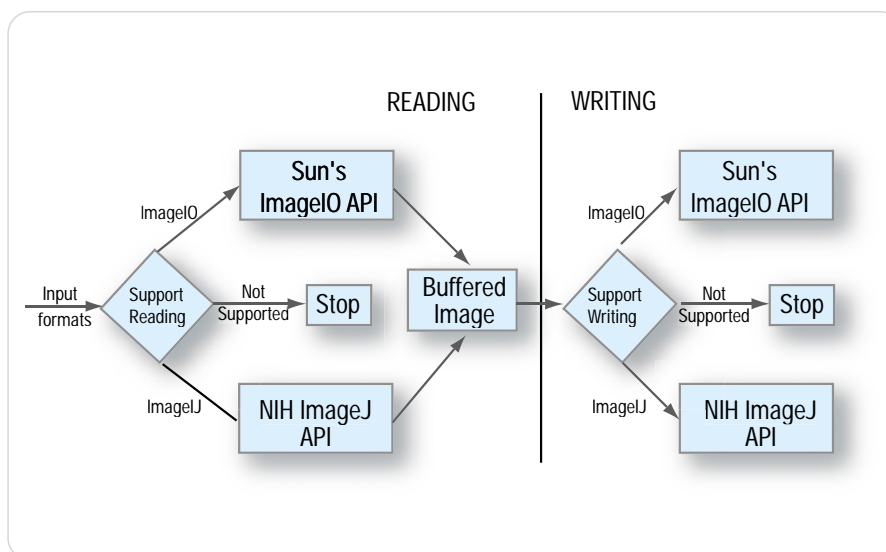 READING
WRITING
Sun's
ImageIO API
Sun's
ImageIO API
ImageIO
ImageIO
Input
formats
Support
Reading
Not
Supported
Stop
Buffered
Image
Support
Writing
Not
Supported
Stop
ImageIJ
ImageIJ
NIH ImageJ
API
NIH ImageJ
API